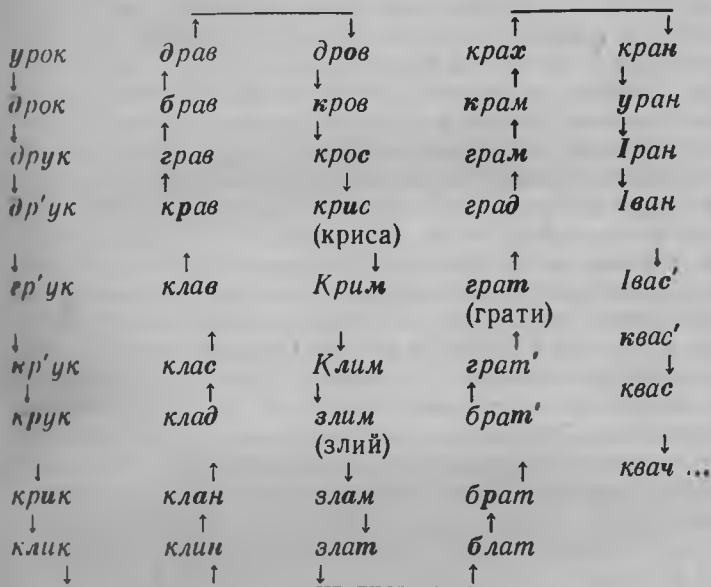 урок драв дров крах кран
дрок брав кров крам уран
друк грав крос грам Іран
др'ук крав крис град Іван
(криса)
гр'ук клав Крим грат Івас'
(грати)
кр'ук клас Клим грат' квас'
крук клад злим брат' квас
(злий)
квач ...
крик клан злам брат
клик клин злат блат